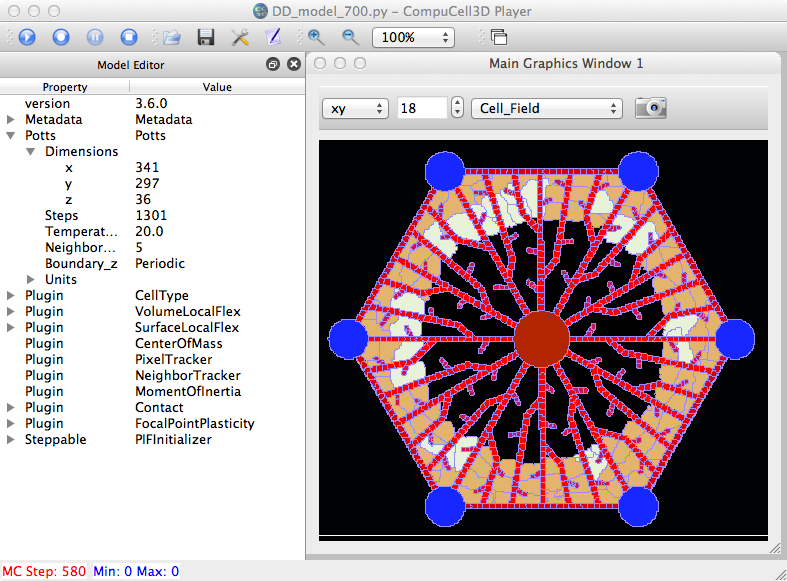 DD_model_700.py – CompuCell3D Player
100%
Model Editor
Main Graphics Window 1
Property Value
xy 18 Cell_Field
version 3.6.0
Metadata Metadata
Potts Potts
Dimensions
x 341
y 297
z 36
Steps 1301
Temperat... 20.0
Neighbor... 5
Boundary_z Periodic
Units
Plugin CellType
Plugin VolumeLocalFlex
Plugin SurfaceLocalFlex
Plugin CenterOfMass
Plugin PixelTracker
Plugin NeighborTracker
Plugin MomentOfInertia
Plugin Contact
Plugin FocalPointPlasticity
Steppable PIFInitializer
MC Step: 580 Min: 0 Max: 0